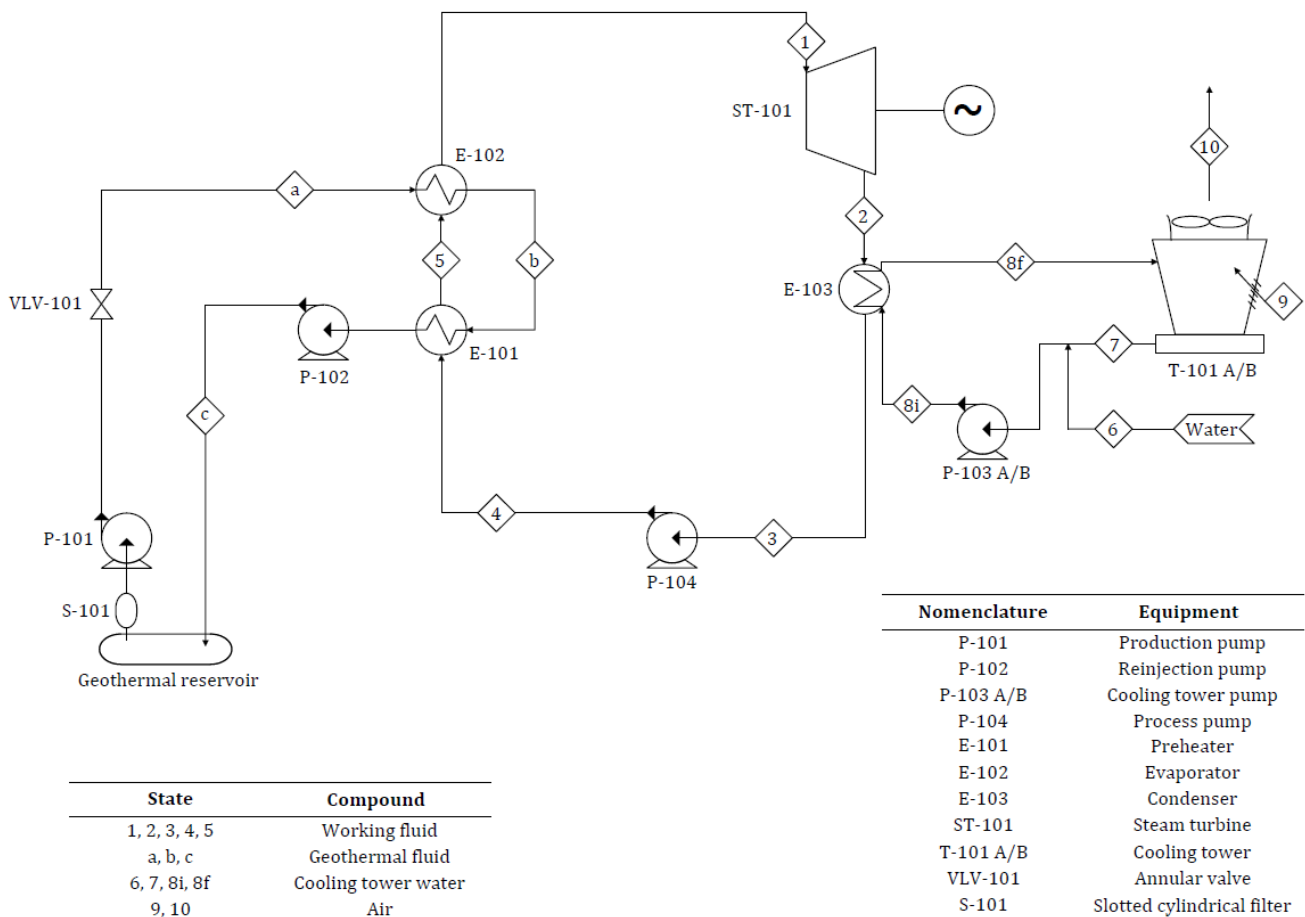 1
ST-101
~
10
E-102
a
2
8f
5
b
E-103
9
VLV-101
E-101
7
T-101 A/B
P-102
c
8i
6
Water
P-103 A/B
4
3
P-101
P-104
S-101
Geothermal reservoir
Nomenclature Equipment
P-101 Production pump
P-102 Reinjection pump
P-103 A/B Cooling tower pump
P-104 Process pump
E-101 Preheater
E-102 Evaporator
E-103 Condenser
ST-101 Steam turbine
T-101 A/B Cooling tower
VLV-101 Annular valve
S-101 Slotted cylindrical filter
State Compound
1, 2, 3, 4, 5 Working fluid
a, b, c Geothermal fluid
6, 7, 8i, 8f Cooling tower water
9, 10 Air